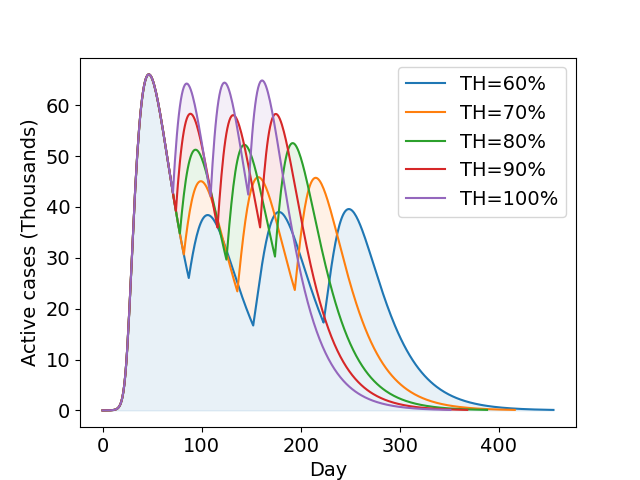 TH=60%
TH=70%
TH=80%
TH=90%
TH=100%
Active cases (Thousands)
60
50
40
30
20
10
0
0 100 200 300 400
Day